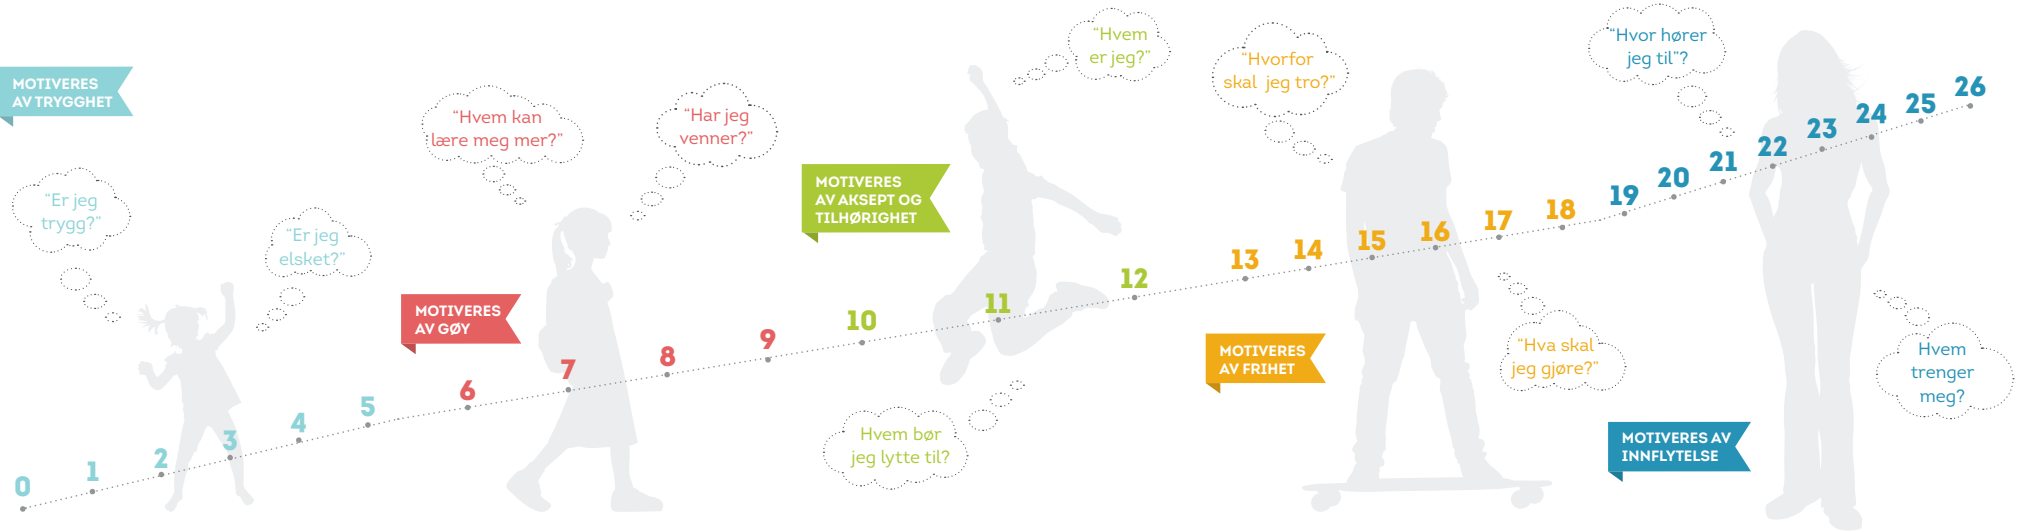 MOTIVERES
AV TRYGGHET
“Er jeg
trygg?”
“Er jeg
elsket?”
0
1
2
3
4
5
MOTIVERES
AV GØY
“Hvem kan
lære meg mer?”
“Har jeg
venner?”
6
7
8
9
MOTIVERES
AV AKSEPT OG
TILHØRIGHET
“Hvem
er jeg?”
Hvem bør
jeg lytte til?
10
11
12
MOTIVERES
AV FRIHET
“Hvorfor
skal jeg tro?”
“Hva skal
jeg gjøre?”
13
14
15
16
17
18
MOTIVERES AV
INNFLYTELSE
“Hvor hører
jeg til”?
Hvem
trenger
meg?
19
20
21
22
23
24
25
26